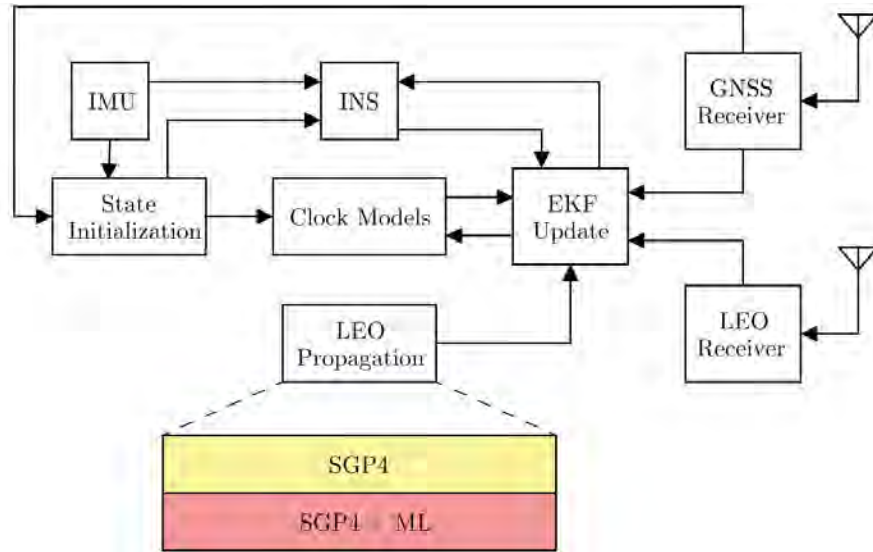 IMU
INS
GNSS
Receiver
State
Initialization
Clock Models
EKF
Update
LEO
Propagation
LEO
Receiver
SGP4
SGP4 ML